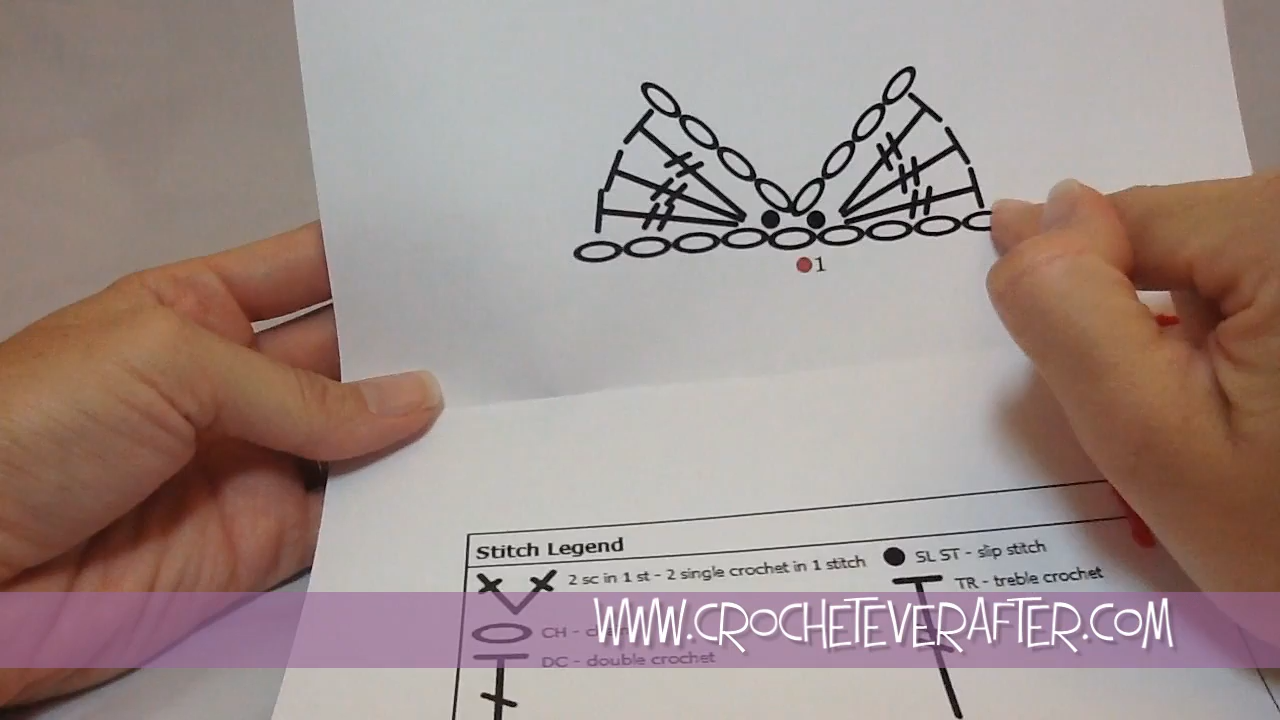 1
Stitch Legend
2 sc in 1 st - 2 single crochet in 1 stitch
SL ST - slip stitch
TR - treble crochet
WWW.CROCHETEVERAFTER.COM
CH - chain
DC - double crochet